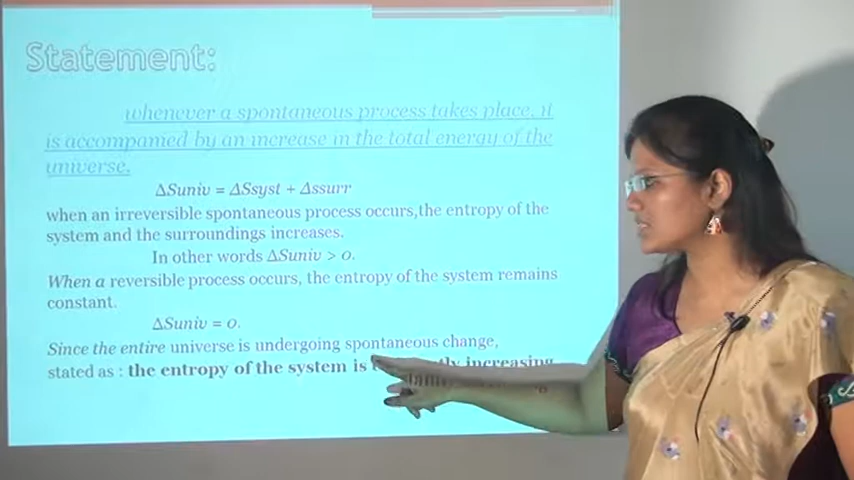 Statement:
whenever a spontaneous process takes place, it
is accompanied by an increase in the total energy of the
universe.
ΔSuniv = ΔSsyst + Δssurr
when an irreversible spontaneous process occurs,the entropy of the
system and the surroundings increases.
In other words ΔSuniv > 0.
When a reversible process occurs, the entropy of the system remains
constant.
ΔSuniv = 0.
Since the entire universe is undergoing spontaneous change,
stated as : the entropy of the system is increasing